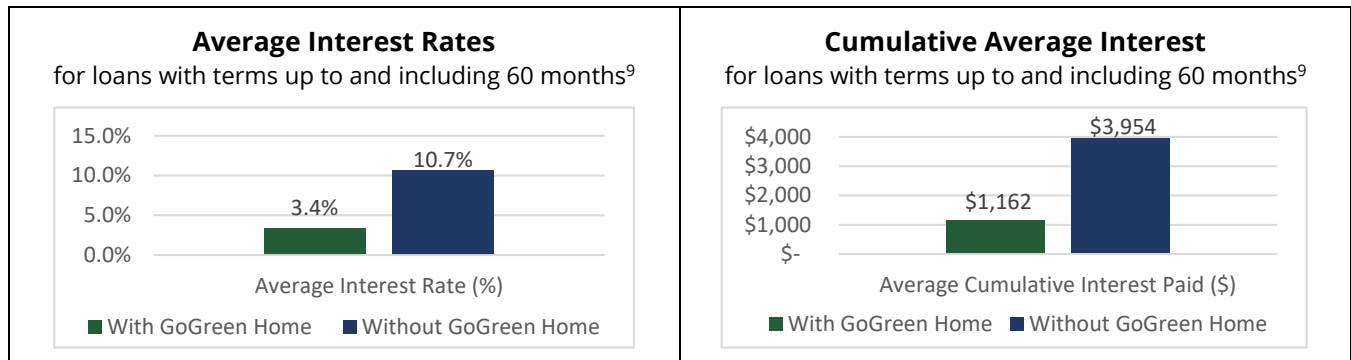 Average Interest Rates
for loans with terms up to and including 60 months⁹
15.0%
10.0%
5.0%
0.0%
3.4%
10.7%
Average Interest Rate (%)
With GoGreen Home Without GoGreen Home
Cumulative Average Interest
for loans with terms up to and including 60 months⁹
$4,000
$3,000
$2,000
$1,000
$-
$1,162
$3,954
Average Cumulative Interest Paid ($)
With GoGreen Home Without GoGreen Home